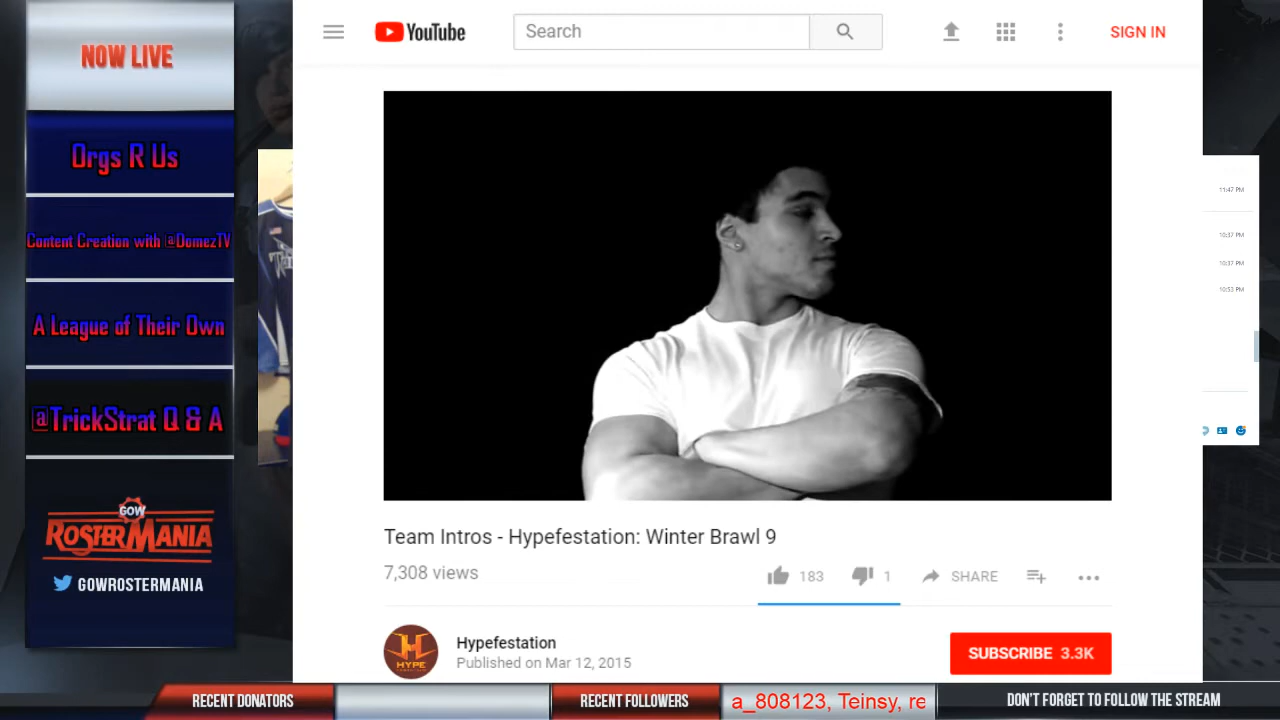 NOW LIVE
Orgs R Us
Content Creation with @DomezTV
A League of Their Own
@TrickStrat Q & A
GOW
ROSTERMANIA
GOWROSTERMANIA
YouTube
Search
SIGN IN
Team Intros - Hypefestation: Winter Brawl 9
7,308 views
183
1
SHARE
HYPE
Hypefestation
Published on Mar 12, 2015
SUBSCRIBE 3.3K
11:47 PM
10:37 PM
10:37 PM
10:53 PM
RECENT DONATORS
RECENT FOLLOWERS
a_808123, Teinsy, re
DON'T FORGET TO FOLLOW THE STREAM